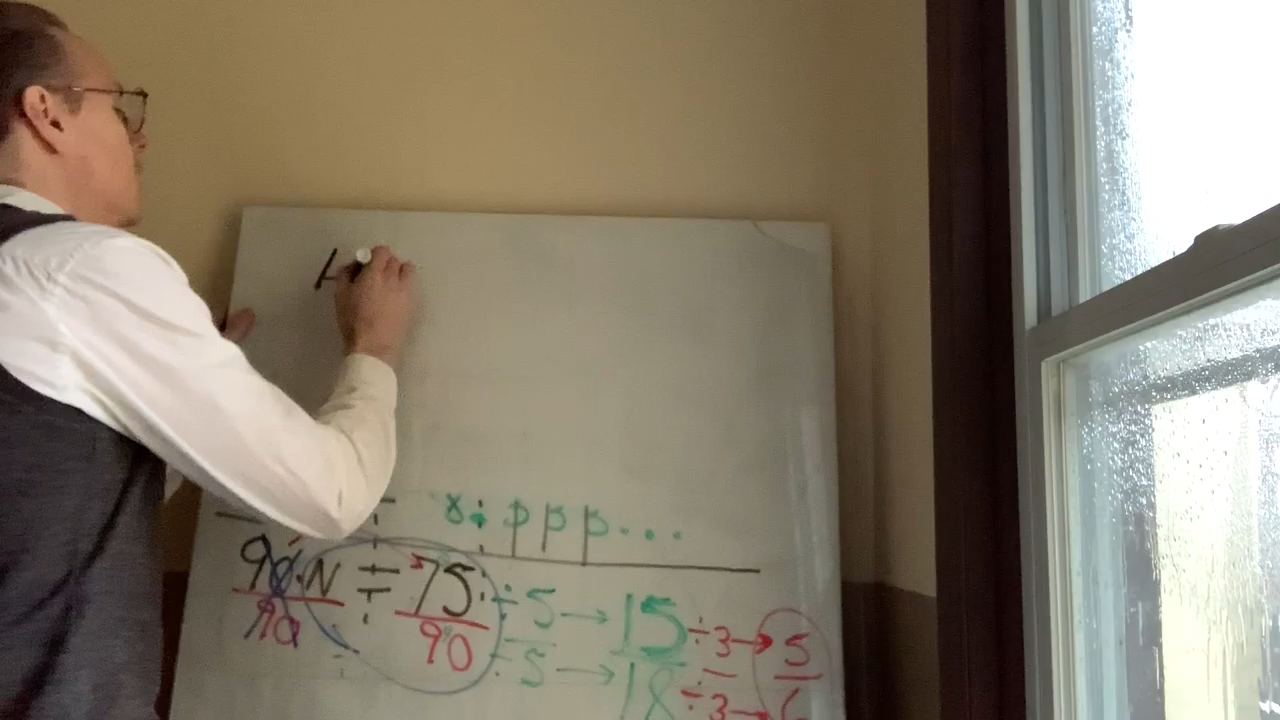 8 : p p p . . .
90 · N = 75 ÷ 5 → 15 ÷ 3 → 5
90 90 ÷ 5 → 18 ÷ 3 → 6